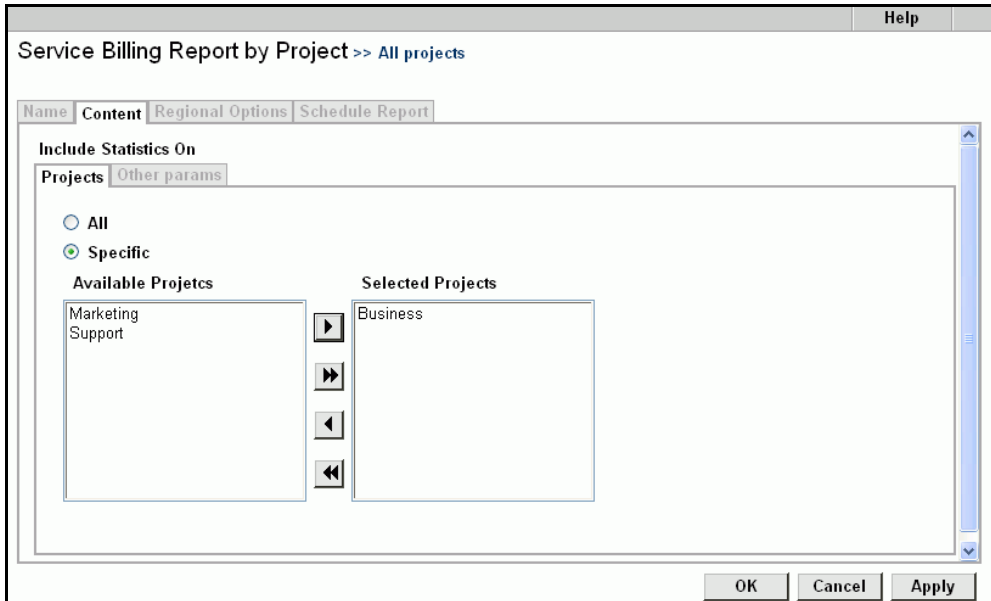 Help
Service Billing Report by Project >> All projects
Name Content Regional Options Schedule Report
Include Statistics On
Projects Other params
All
Specific
Available Projetcs Selected Projects
Marketing Business
Support
OK Cancel Apply